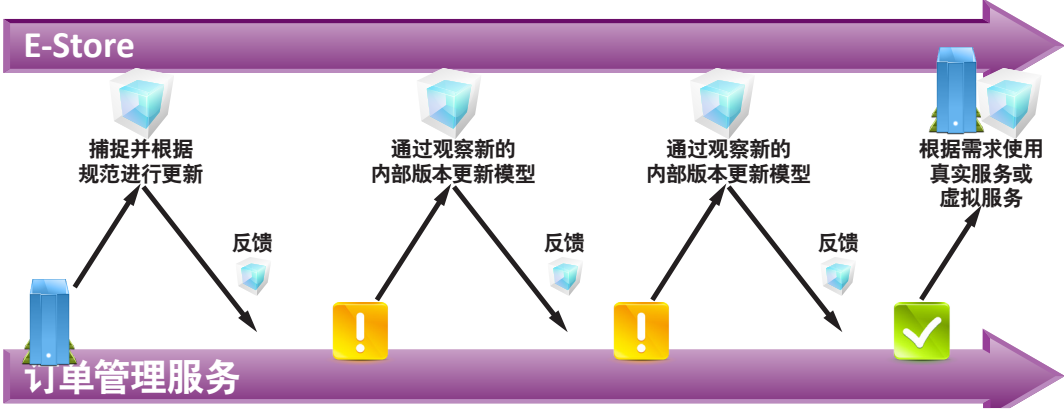 E-Store
捕捉并根据
规范进行更新
通过观察新的
内部版本更新模型
通过观察新的
内部版本更新模型
根据需求使用
真实服务或
虚拟服务
反馈
反馈
反馈
订单管理服务